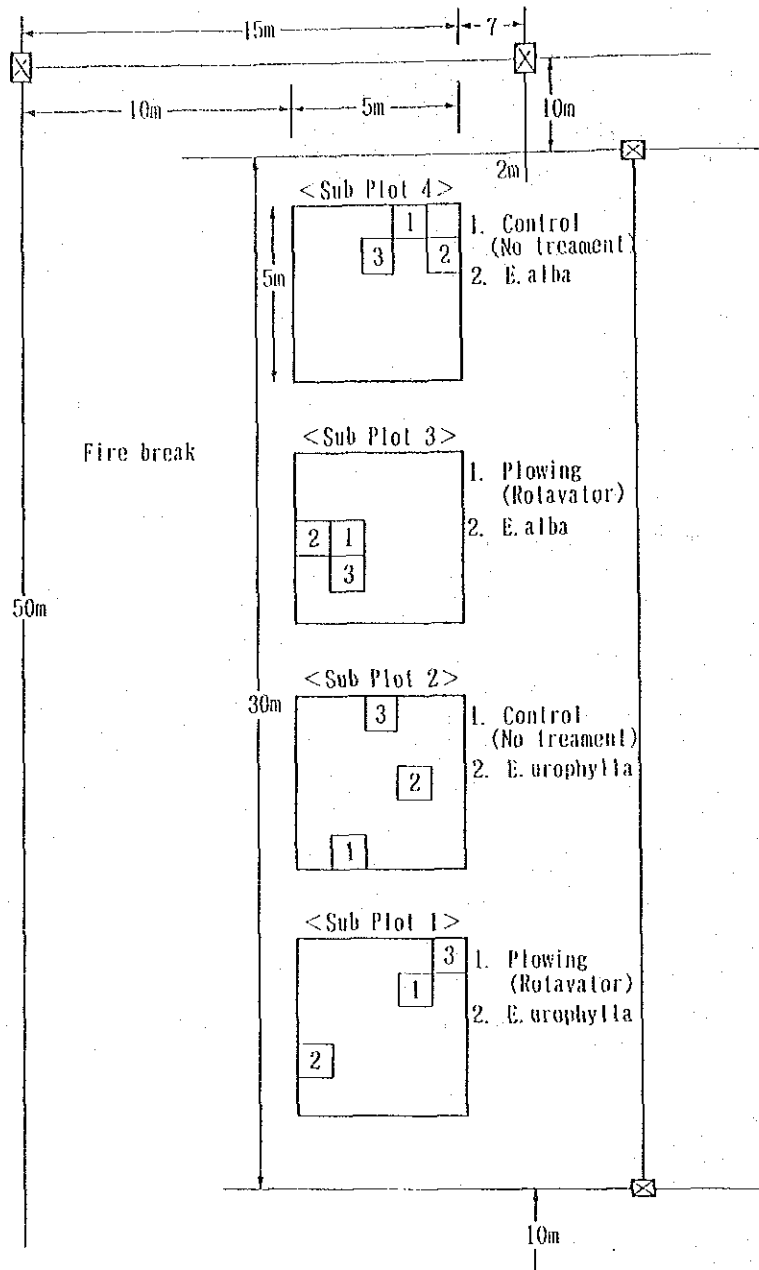 15m
7
10m
5m
10m
2m
<Sub Plot 4>
1
3
2
5m
1. Control
(No treament)
2. E.alba
Fire break
<Sub Plot 3>
2
1
3
1. Plowing
(Rotavator)
2. E.alba
50m
30m
<Sub Plot 2>
3
2
1
1. Control
(No treament)
2. E.urophylla
<Sub Plot 1>
3
1
2
1. Plowing
(Rotavator)
2. E.urophylla
10m